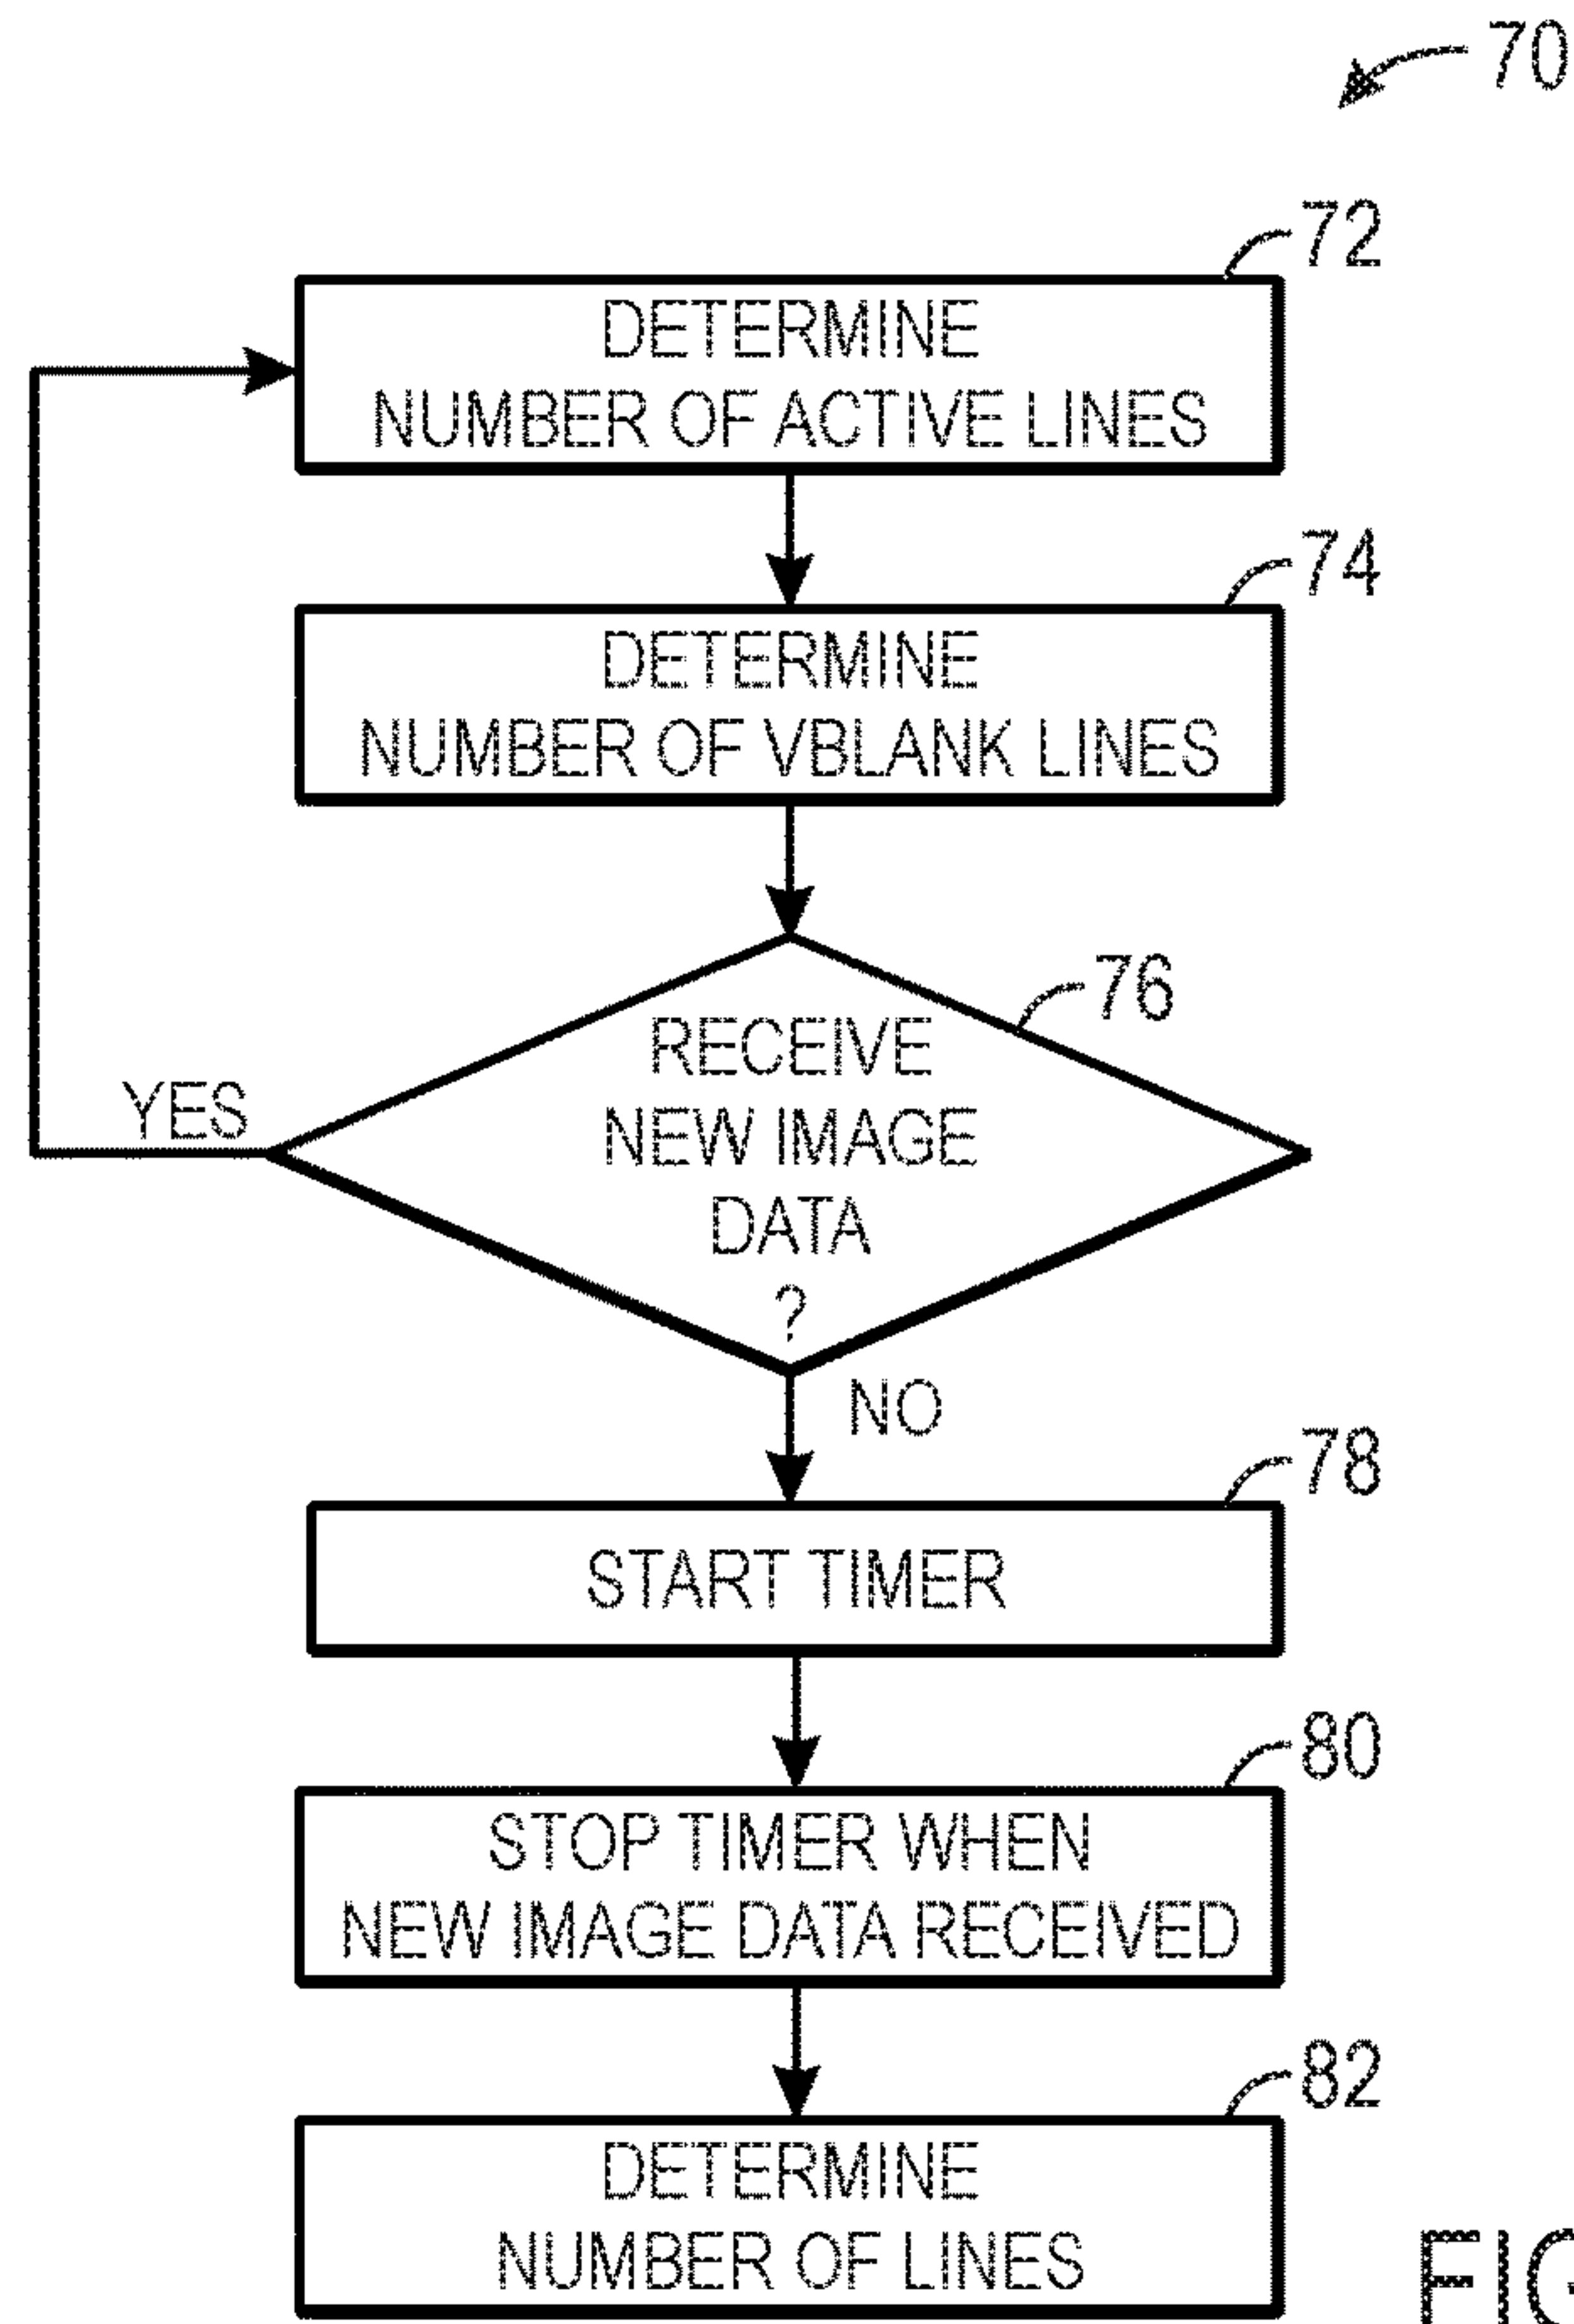 70
72
DETERMINE
NUMBER OF ACTIVE LINES
74
DETERMINE
NUMBER OF VBLANK LINES
76
RECEIVE
NEW IMAGE
DATA
?
YES
NO
78
START TIMER
80
STOP TIMER WHEN
NEW IMAGE DATA RECEIVED
82
DETERMINE
NUMBER OF LINES